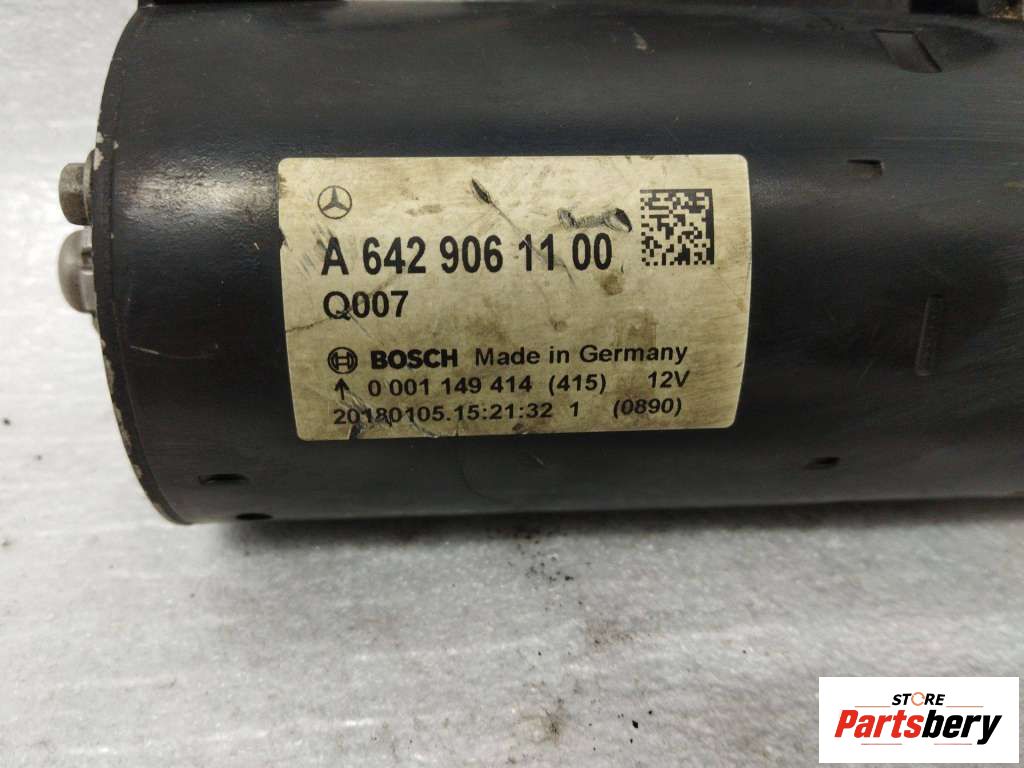 A 642 906 11 00
Q007
BOSCH Made in Germany
↑ 0 001 149 414 (415) 12V
20180105.15:21:32 1 (0890)
STORE
Partsbery